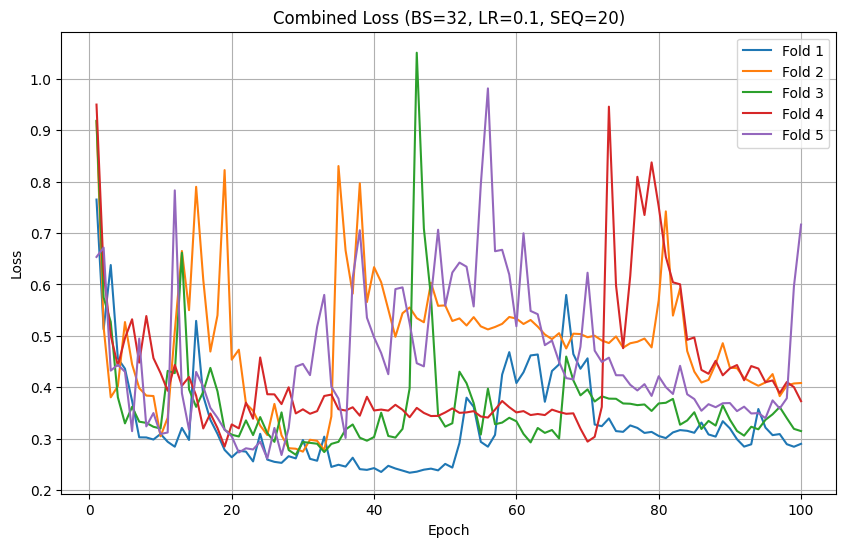 Combined Loss (BS=32, LR=0.1, SEQ=20)
Fold 1
Fold 2
Fold 3
Fold 4
Fold 5
Loss
1.0
0.9
0.8
0.7
0.6
0.5
0.4
0.3
0.2
0
20
40
60
80
100
Epoch